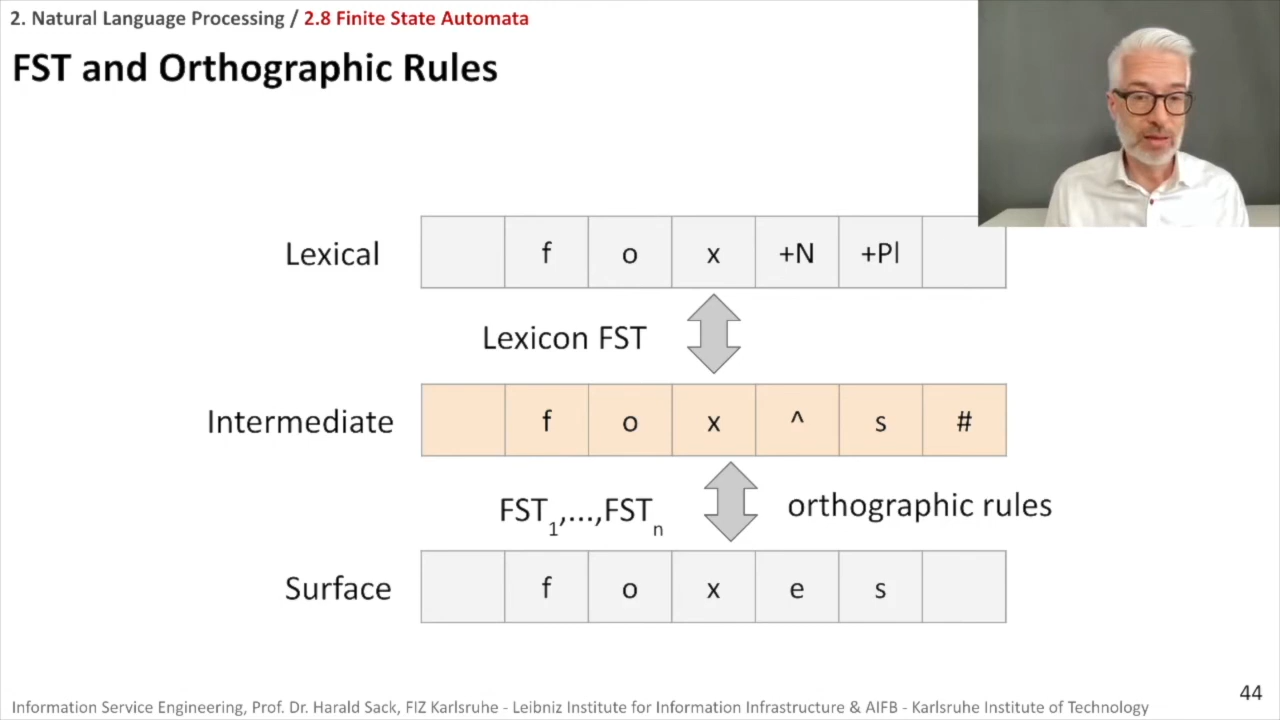 2. Natural Language Processing / 2.8 Finite State Automata
FST and Orthographic Rules
Lexical f o x +N +Pl
Lexicon FST
Intermediate f o x ^ s #
FST1,...,FSTn orthographic rules
Surface f o x e s
44
Information Service Engineering, Prof. Dr. Harald Sack, FIZ Karlsruhe - Leibniz Institute for Information Infrastructure & AIFB - Karlsruhe Institute of Technology